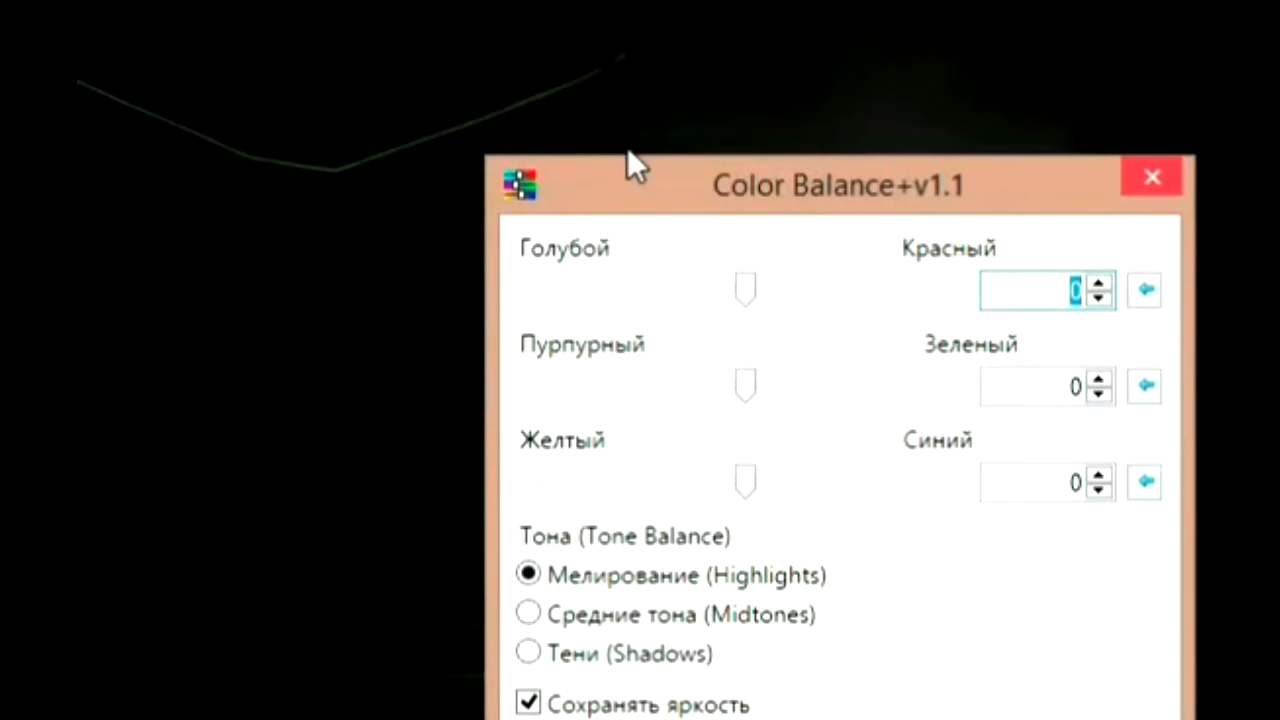 Color Balance+v1.1
Голубой Красный
0
Пурпурный Зеленый
0
Желтый Синий
0
Тона (Tone Balance)
Мелирование (Highlights)
Средние тона (Midtones)
Тени (Shadows)
Сохранять яркость